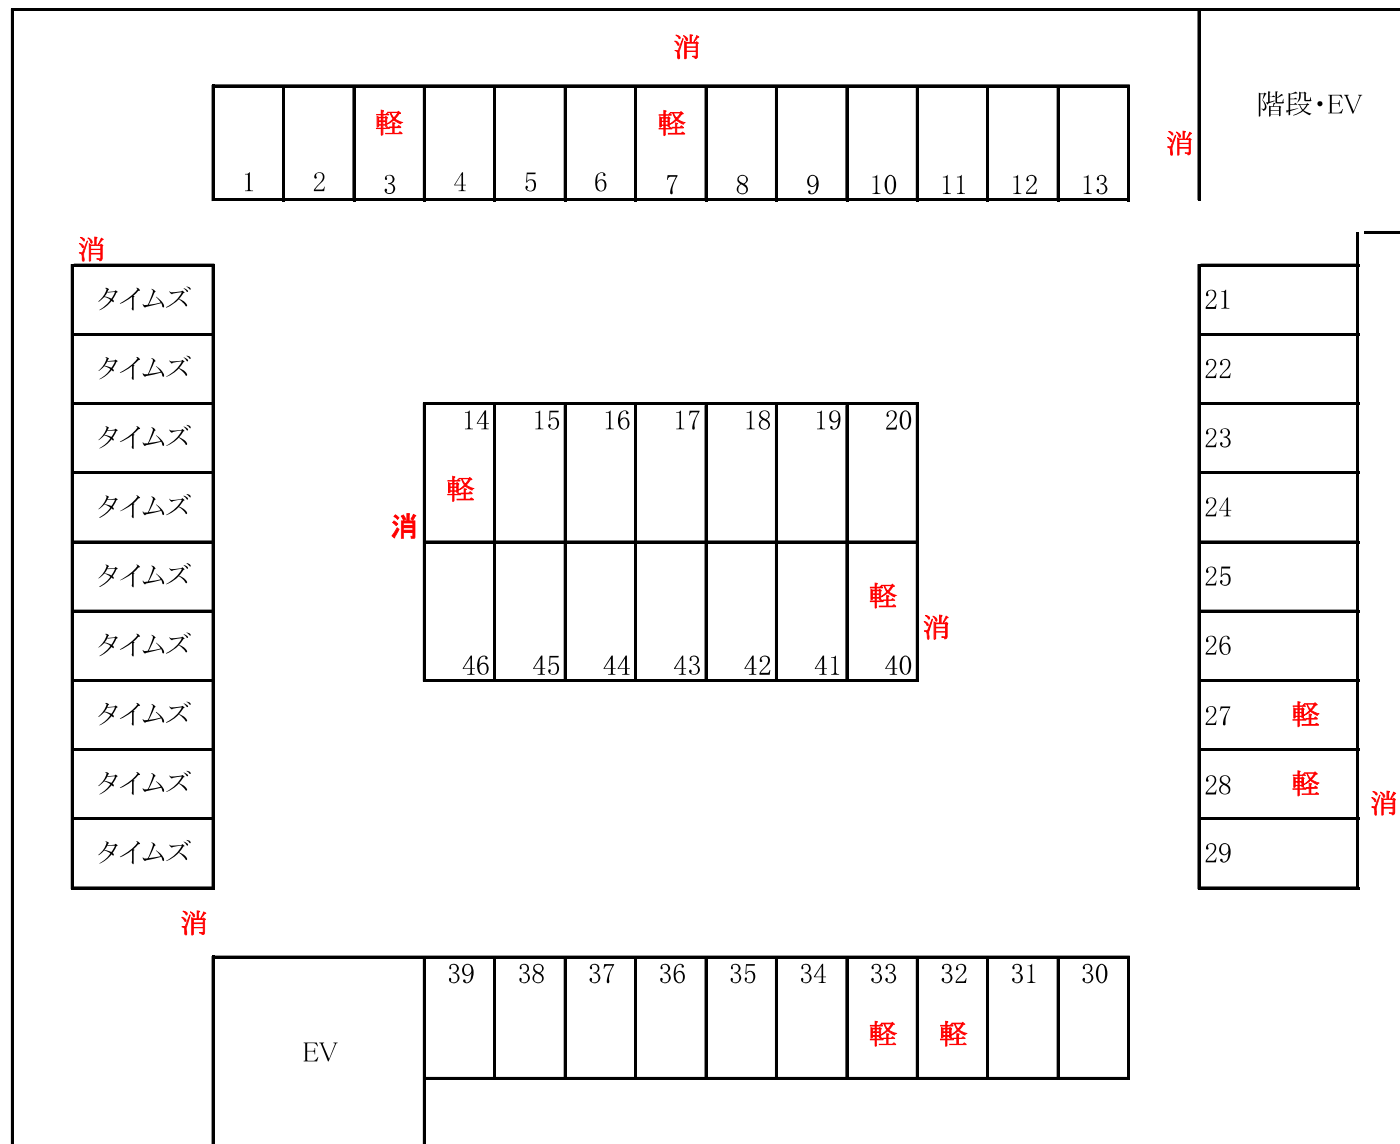 消
階段・EV
軽 軽
消
1 2 3 4 5 6 7 8 9 10 11 12 13
消
タイムズ 21
タイムズ 22
タイムズ 14 15 16 17 18 19 20 23
軽
タイムズ 消 24
タイムズ 軽 25
消
タイムズ 46 45 44 43 42 41 40 26
タイムズ 27 軽
タイムズ 28 軽
消
タイムズ 29
消
39 38 37 36 35 34 33 32 31 30
軽 軽
EV